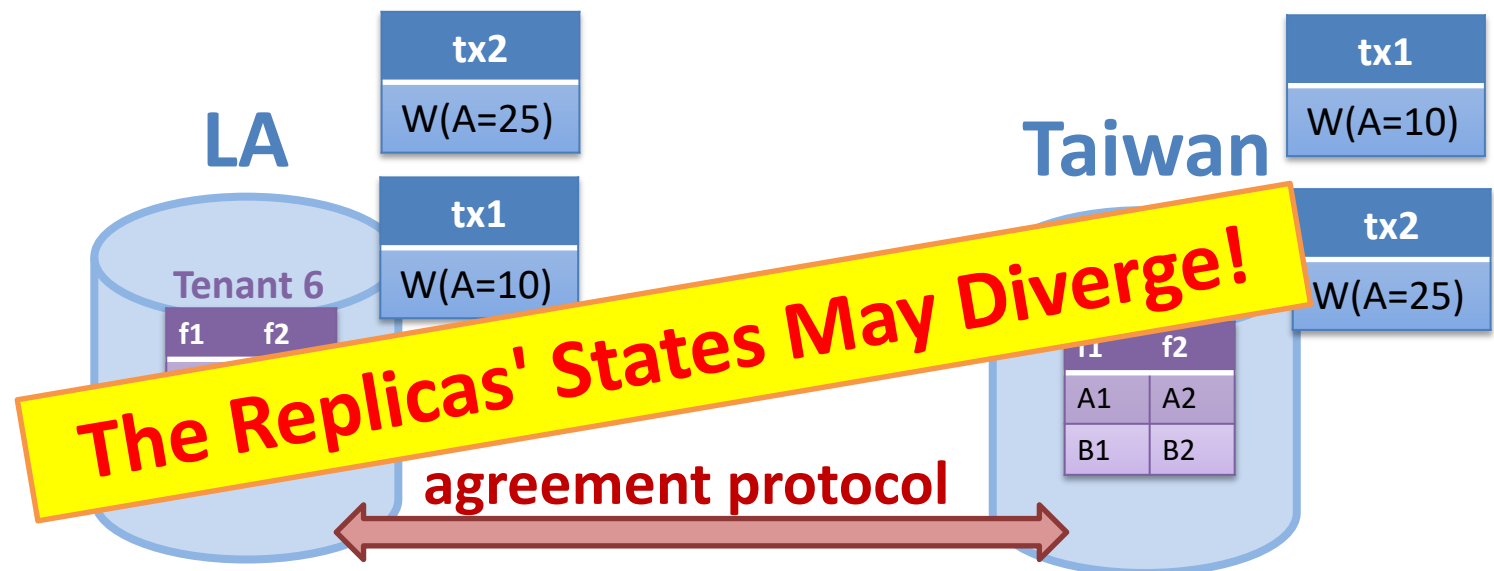 tx2
W(A=25)
LA
tx1
W(A=10)
Tenant 6
f1 f2
tx1
W(A=10)
Taiwan
tx2
W(A=25)
f1 f2
A1 A2
B1 B2
The Replicas' States May Diverge!
agreement protocol